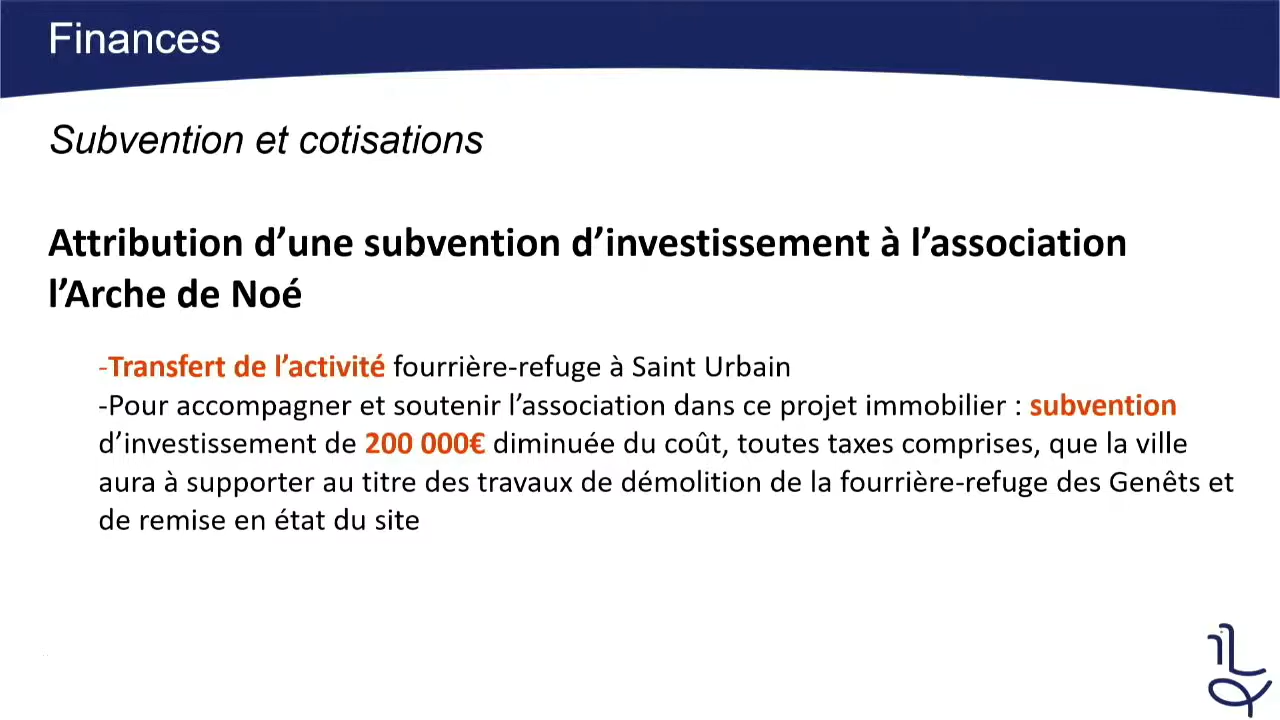 Finances
Subvention et cotisations
Attribution d’une subvention d’investissement à l’association
l’Arche de Noé
-Transfert de l’activité fourrière-refuge à Saint Urbain
-Pour accompagner et soutenir l’association dans ce projet immobilier : subvention
d’investissement de 200 000€ diminuée du coût, toutes taxes comprises, que la ville
aura à supporter au titre des travaux de démolition de la fourrière-refuge des Genêts et
de remise en état du site